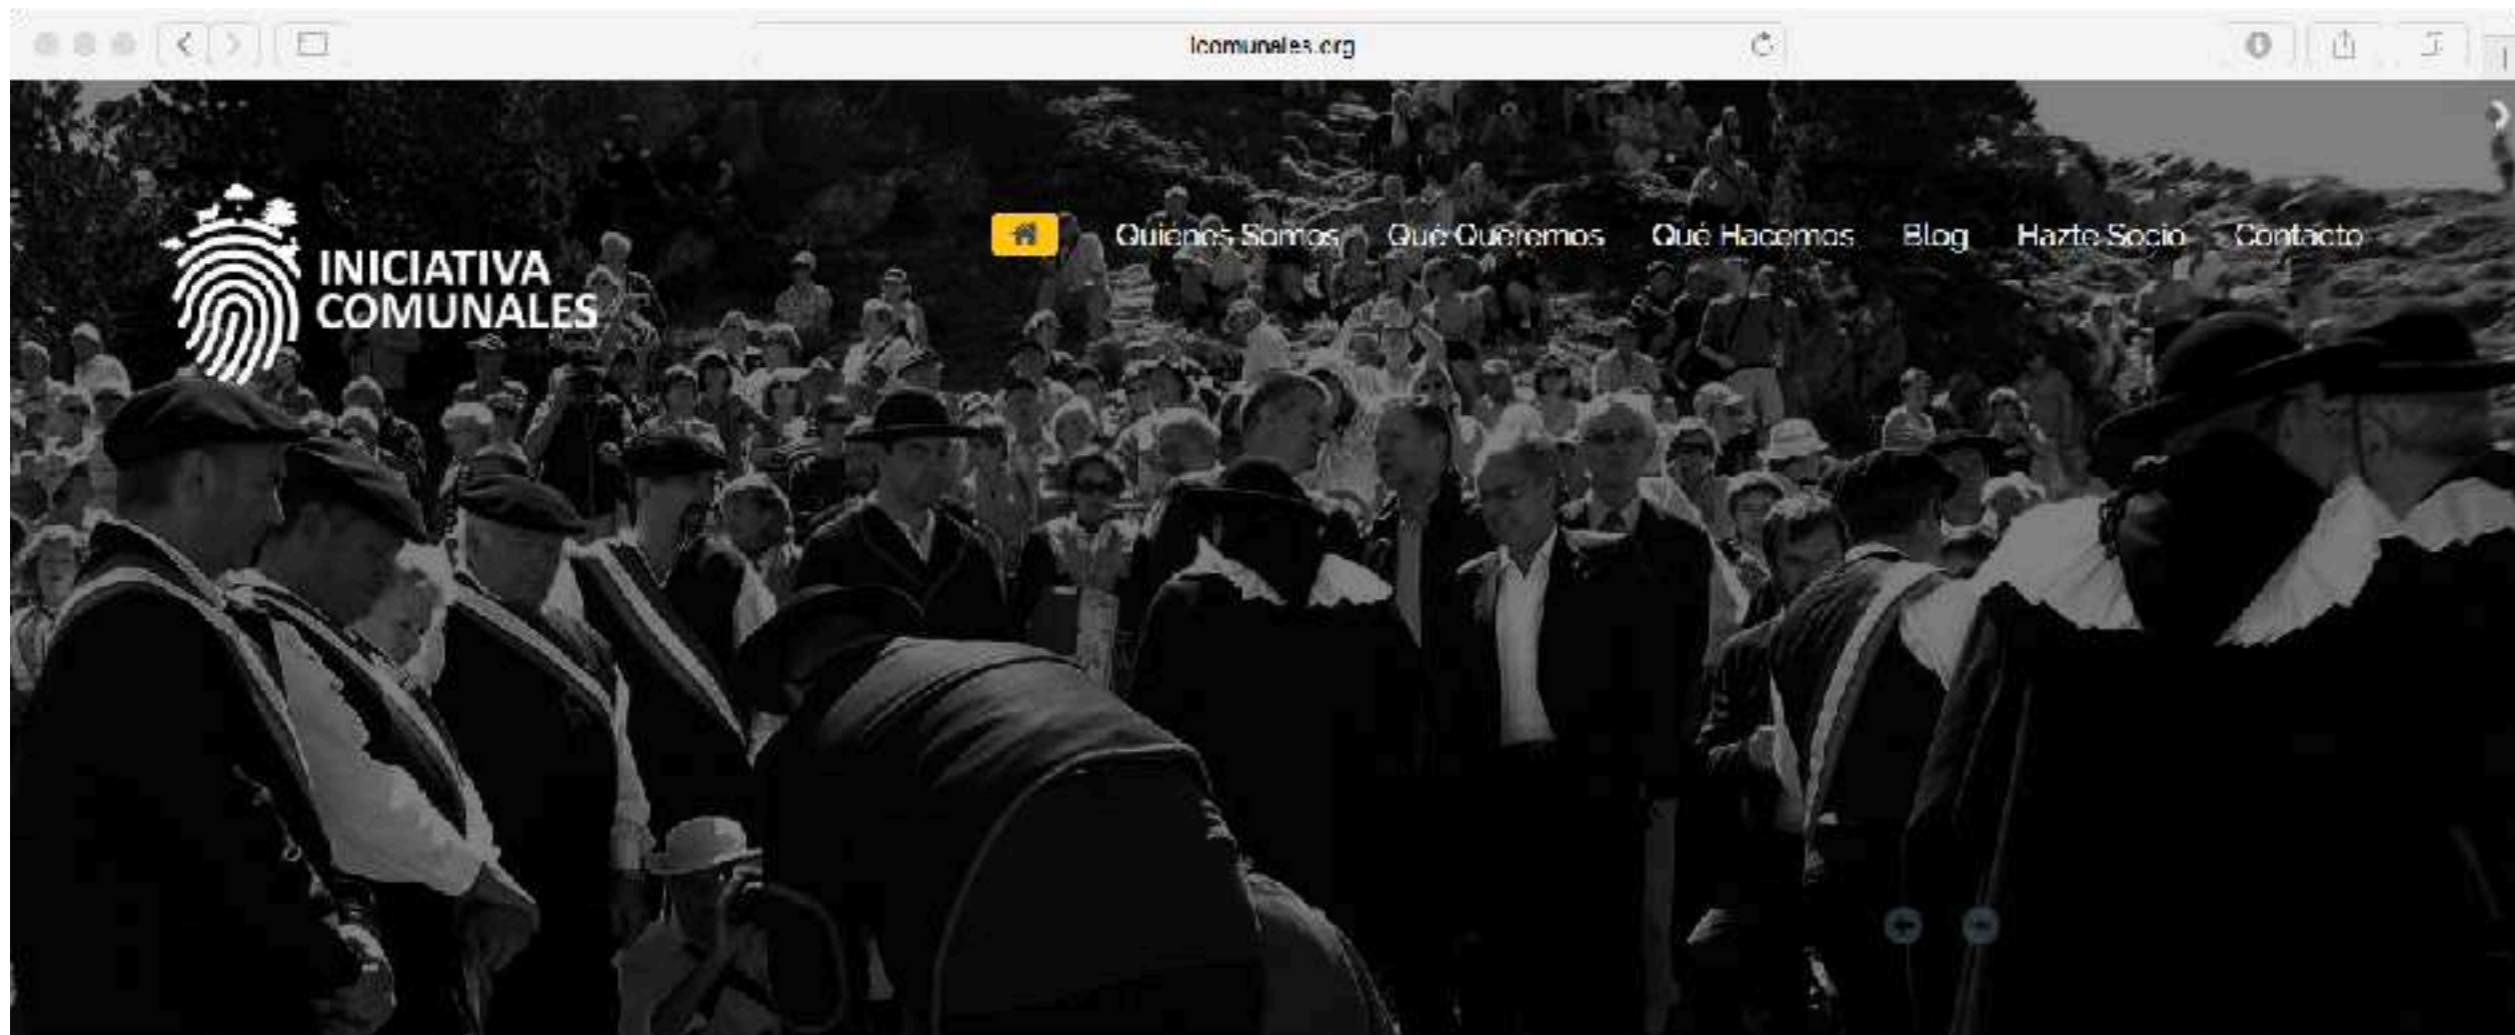 icomunales.org
Quiénes Somos Qué Queremos Qué Hacemos Blog Hazte Socio Contacto
INICIATIVA
COMUNALES